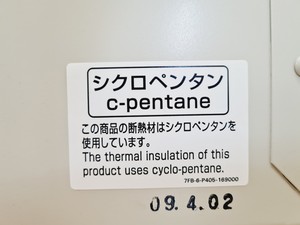 シクロペンタン
c-pentane
この商品の断熱材はシクロペンタンを
使用しています。
The thermal insulation of this
product uses cyclo-pentane.
7FB-8-P405-169000
09.4.02